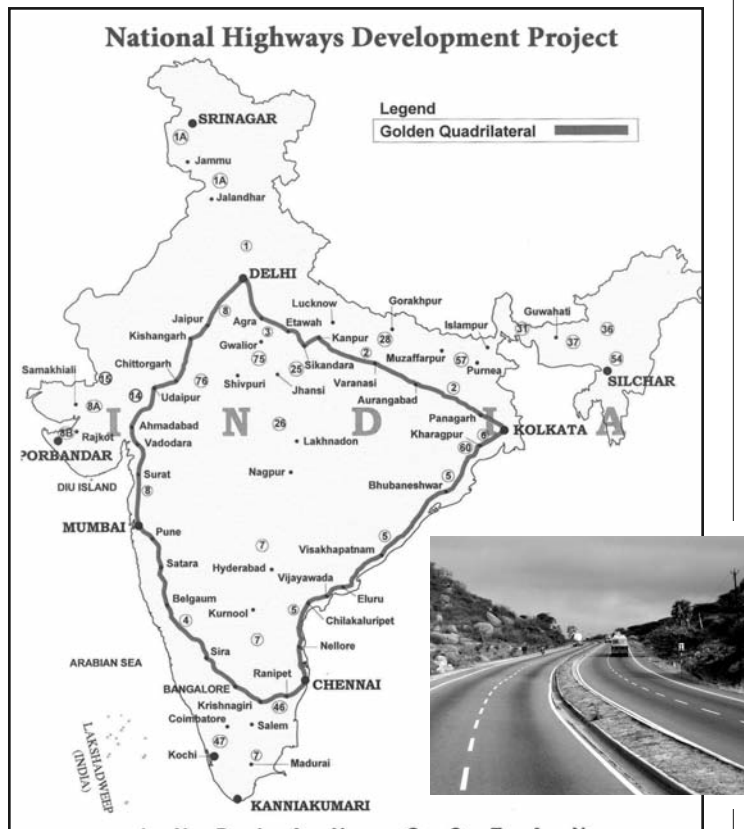 National Highways Development Project
Legend
Golden Quadrilateral
SRINAGAR
1A
Jammu
1A
Jalandhar
1
DELHI
8
Jaipur
Agra
3
Etawah
Lucknow
Gorakhpur
Kishangarh
Gwalior
Kanpur
28
Islampur
31
Guwahati
36
37
Muzaffarpur
57
54
75
25
Sikandara
2
Purnea
Chittorgarh
76
Shivpuri
Jhansi
Varanasi
2
SILCHAR
Samakhiali
15
14
Udaipur
Aurangabad
8A
I N D I A
26
Panagarh
6
KOLKATA
Ahmadabad
Kharagpur
60
8B
Rajkot
Vadodara
Lakhnadon
PORBANDAR
Surat
Nagpur
5
DIU ISLAND
8
Bhubaneshwar
MUMBAI
Pune
5
7
Visakhapatnam
Satara
Hyderabad
Vijayawada
Belgaum
Eluru
Kurnool
5
Chilakaluripet
4
7
Nellore
Sira
ARABIAN SEA
Ranipet
CHENNAI
BANGALORE
Krishnagiri
46
Coimbatore
Salem
LAKSHADWEEP
(INDIA)
47
Kochi
7
Madurai
KANNIAKUMARI